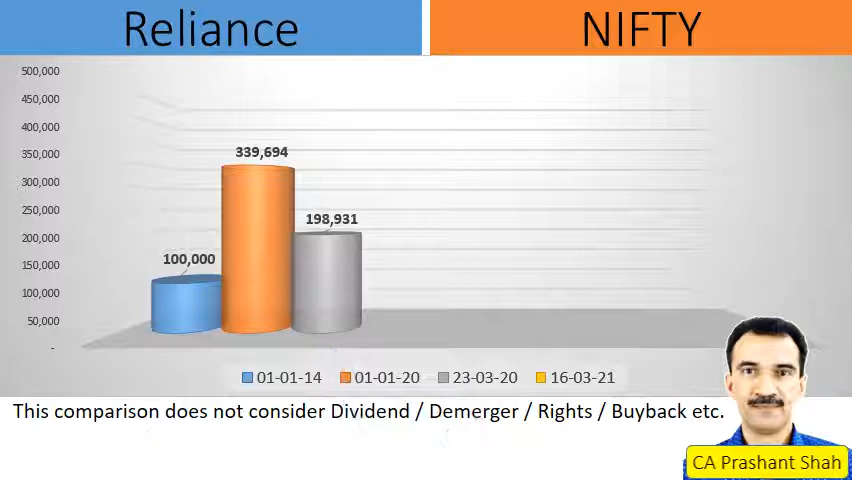 Reliance
NIFTY
500,000
450,000
400,000
350,000
300,000
250,000
200,000
150,000
100,000
50,000
-
100,000
339,694
198,931
01-01-14 01-01-20 23-03-20 16-03-21
This comparison does not consider Dividend / Demerger / Rights / Buyback etc.
CA Prashant Shah